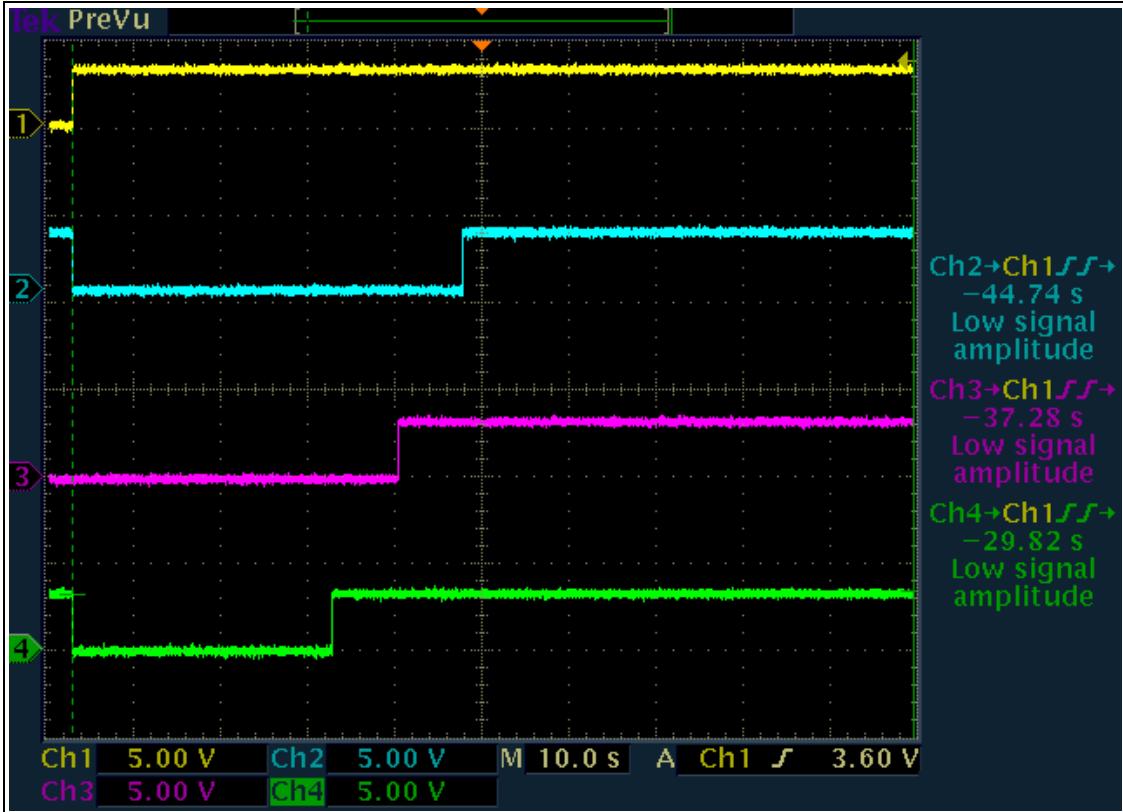 Tek PreVu
1
2
3
4
Ch2→Ch1⎍⎍→
−44.74 s
Low signal
amplitude
Ch3→Ch1⎍⎍→
−37.28 s
Low signal
amplitude
Ch4→Ch1⎍⎍→
−29.82 s
Low signal
amplitude
Ch1 5.00 V Ch2 5.00 V M 10.0 s A Ch1 3.60 V
Ch3 5.00 V Ch4 5.00 V